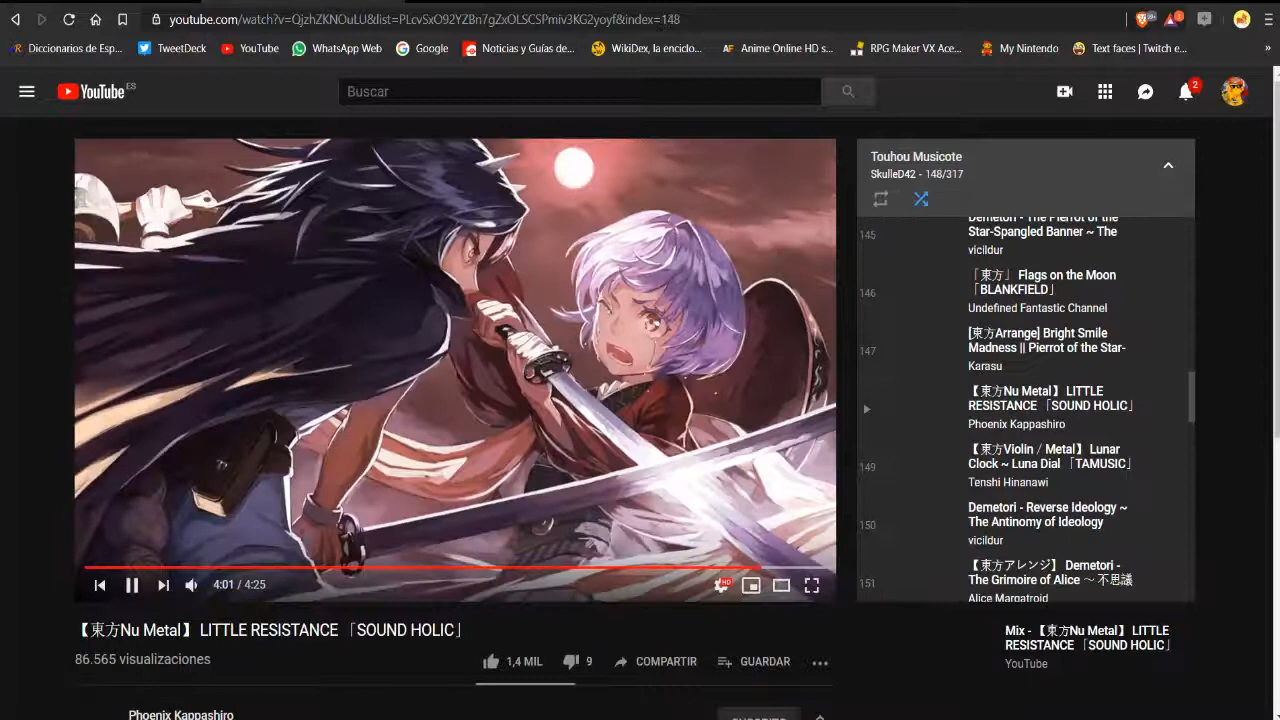 youtube.com/watch?v=QjzhZKNOuLU&list=PLcvSxO92YZBn7gZxOLSCSPmiv3KG2yoyf&index=148
Diccionarios de Esp...
TweetDeck
YouTube
WhatsApp Web
Google
Noticias y Guías de...
WikiDex, la enciclo...
Anime Online HD s...
RPG Maker VX Ace...
My Nintendo
Text faces | Twitch e...
»
YouTube ES
Buscar
2
Touhou Musicote
SkulleD42 - 148/317
145
Demetori - The Pierrot of the
Star-Spangled Banner ~ The
vicildur
146
「東方」 Flags on the Moon
「BLANKFIELD」
Undefined Fantastic Channel
147
[東方Arrange] Bright Smile
Madness || Pierrot of the Star-
Karasu
【東方Nu Metal】 LITTLE
RESISTANCE 「SOUND HOLIC」
Phoenix Kappashiro
149
【東方Violin / Metal】 Lunar
Clock ~ Luna Dial 「TAMUSIC」
Tenshi Hinanawi
150
Demetori - Reverse Ideology ~
The Antinomy of Ideology
vicildur
151
【東方アレンジ】 Demetori -
The Grimoire of Alice ～ 不思議
Alice Margatroid
4:01 / 4:25
HD
【東方Nu Metal】 LITTLE RESISTANCE 「SOUND HOLIC」
86.565 visualizaciones
1,4 MIL
9
COMPARTIR
GUARDAR
Mix - 【東方Nu Metal】 LITTLE
RESISTANCE 「SOUND HOLIC」
YouTube
Phoenix Kappashiro